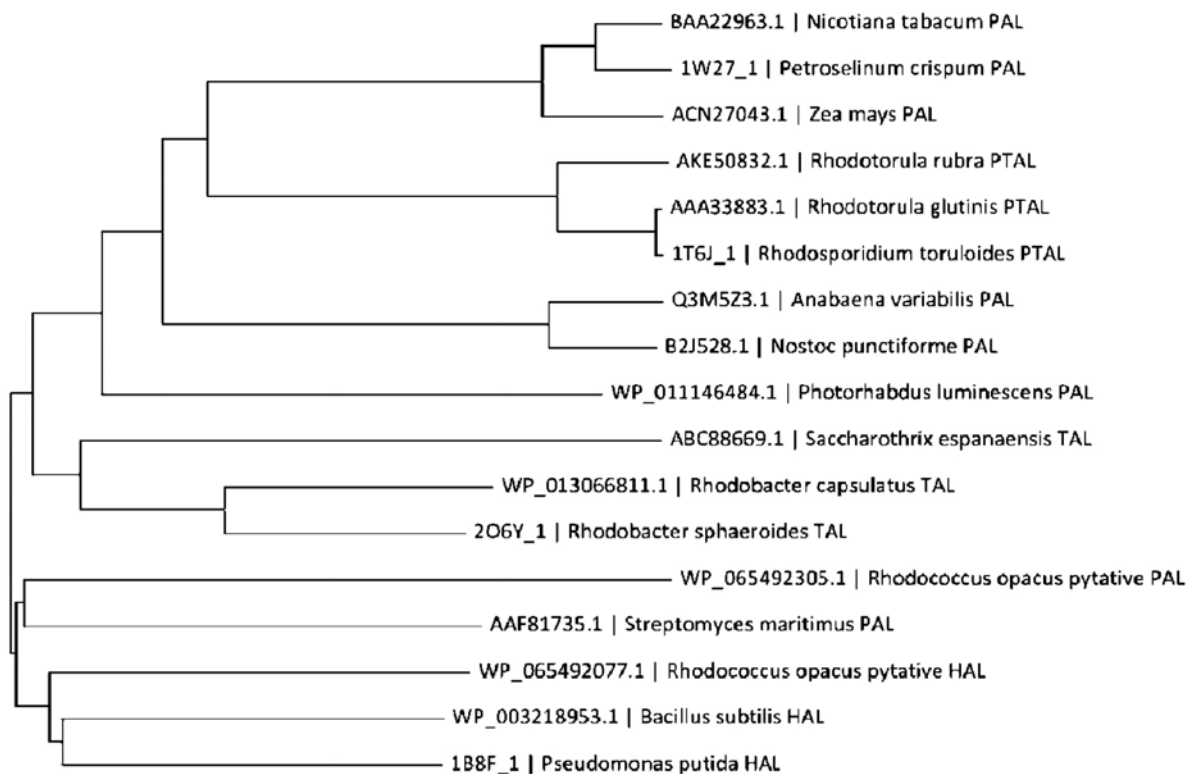 BAA22963.1 | Nicotiana tabacum PAL
1W27_1 | Petroselinum crispum PAL
ACN27043.1 | Zea mays PAL
AKE50832.1 | Rhodotorula rubra PTAL
AAA33883.1 | Rhodotorula glutinis PTAL
1T6J_1 | Rhodosporidium toruloides PTAL
Q3M5Z3.1 | Anabaena variabilis PAL
B2J528.1 | Nostoc punctiforme PAL
WP_011146484.1 | Photorhabdus luminescens PAL
ABC88669.1 | Saccharothrix espanaensis TAL
WP_013066811.1 | Rhodobacter capsulatus TAL
2O6Y_1 | Rhodobacter sphaeroides TAL
WP_065492305.1 | Rhodococcus opacus pytative PAL
AAF81735.1 | Streptomyces maritimus PAL
WP_065492077.1 | Rhodococcus opacus pytative HAL
WP_003218953.1 | Bacillus subtilis HAL
1B8F_1 | Pseudomonas putida HAL